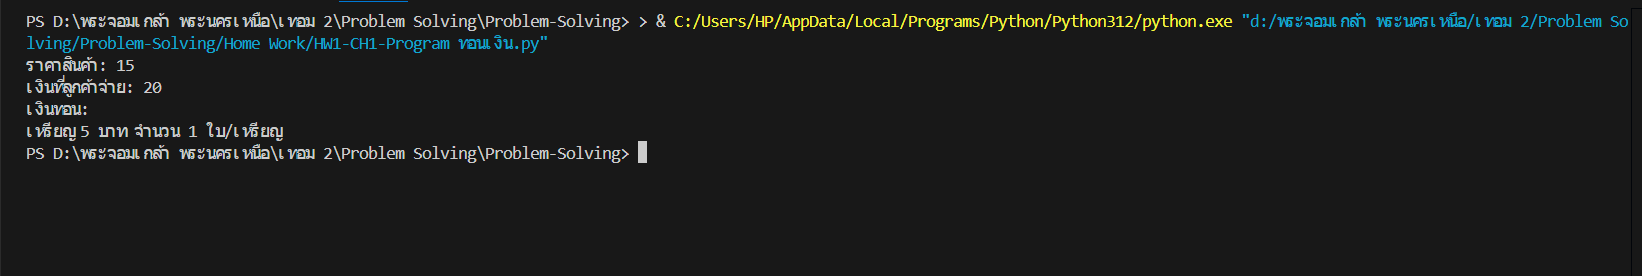 PS D:\พระจอมเกล้า พระนครเหนือ\เทอม 2\Problem Solving\Problem-Solving> > & C:/Users/HP/AppData/Local/Programs/Python/Python312/python.exe "d:/พระจอมเกล้า พระนครเหนือ/เทอม 2/Problem So
lving/Problem-Solving/Home Work/HW1-CH1-Program ทอนเงิน.py"
ราคาสินค้า: 15
เงินที่ลูกค้าจ่าย: 20
เงินทอน:
เหรียญ 5 บาท จำนวน 1 ใบ/เหรียญ
PS D:\พระจอมเกล้า พระนครเหนือ\เทอม 2\Problem Solving\Problem-Solving>